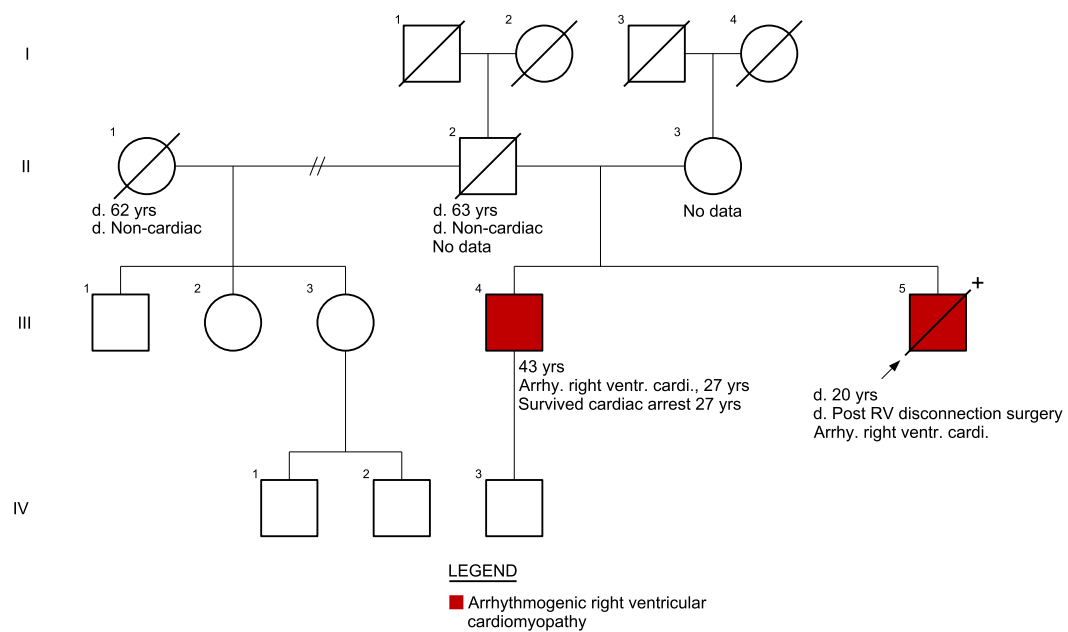 I
1
2
3
4
II
1
2
3
d. 62 yrs
d. Non-cardiac
d. 63 yrs
d. Non-cardiac
No data
No data
III
1
2
3
4
5
+
43 yrs
Arrhy. right ventr. cardi., 27 yrs
Survived cardiac arrest 27 yrs
d. 20 yrs
d. Post RV disconnection surgery
Arrhy. right ventr. cardi.
IV
1
2
3
LEGEND
Arrhythmogenic right ventricular
cardiomyopathy